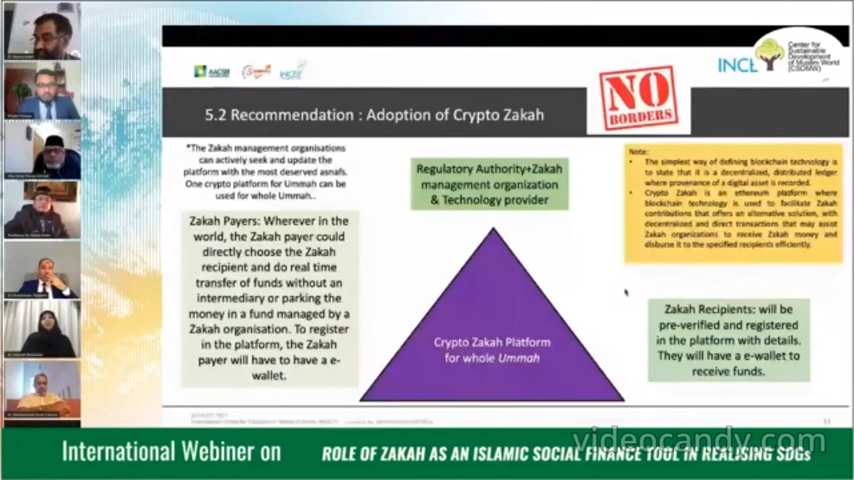 Center for
Sustainable
Development
of Muslim World
(CSDMW)
AACSB
INCEIF
NO
BORDERS
5.2 Recommendation : Adoption of Crypto Zakah
*The Zakah management organisations
can actively seek and update the
platform with the most deserved asnafs.
One crypto platform for Ummah can be
used for whole Ummah..
Zakah Payers: Wherever in the
world, the Zakah payer could
directly choose the Zakah
recipient and do real time
transfer of funds without an
intermediary or parking the
money in a fund managed by a
Zakah organisation. To register
in the platform, the Zakah
payer will have to have a e-
wallet.
Regulatory Authority+Zakah
management organization
& Technology provider
Crypto Zakah Platform
for whole Ummah
Note:
• The simplest way of defining blockchain technology is
to state that it is a decentralized, distributed ledger
where provenance of a digital asset is recorded.
• Crypto Zakah is an ethereum platform where
blockchain technology is used to facilitate Zakah
contributions that offers an alternative solution, with
decentralized and direct transactions that may assist
Zakah organizations to receive Zakah money and
disburse it to the specified recipients efficiently.
Zakah Recipients: will be
pre-verified and registered
in the platform with details.
They will have a e-wallet to
receive funds.
videocandy.com
International Webinar on
ROLE OF ZAKAH AS AN ISLAMIC SOCIAL FINANCE TOOL IN REALISING SDGs